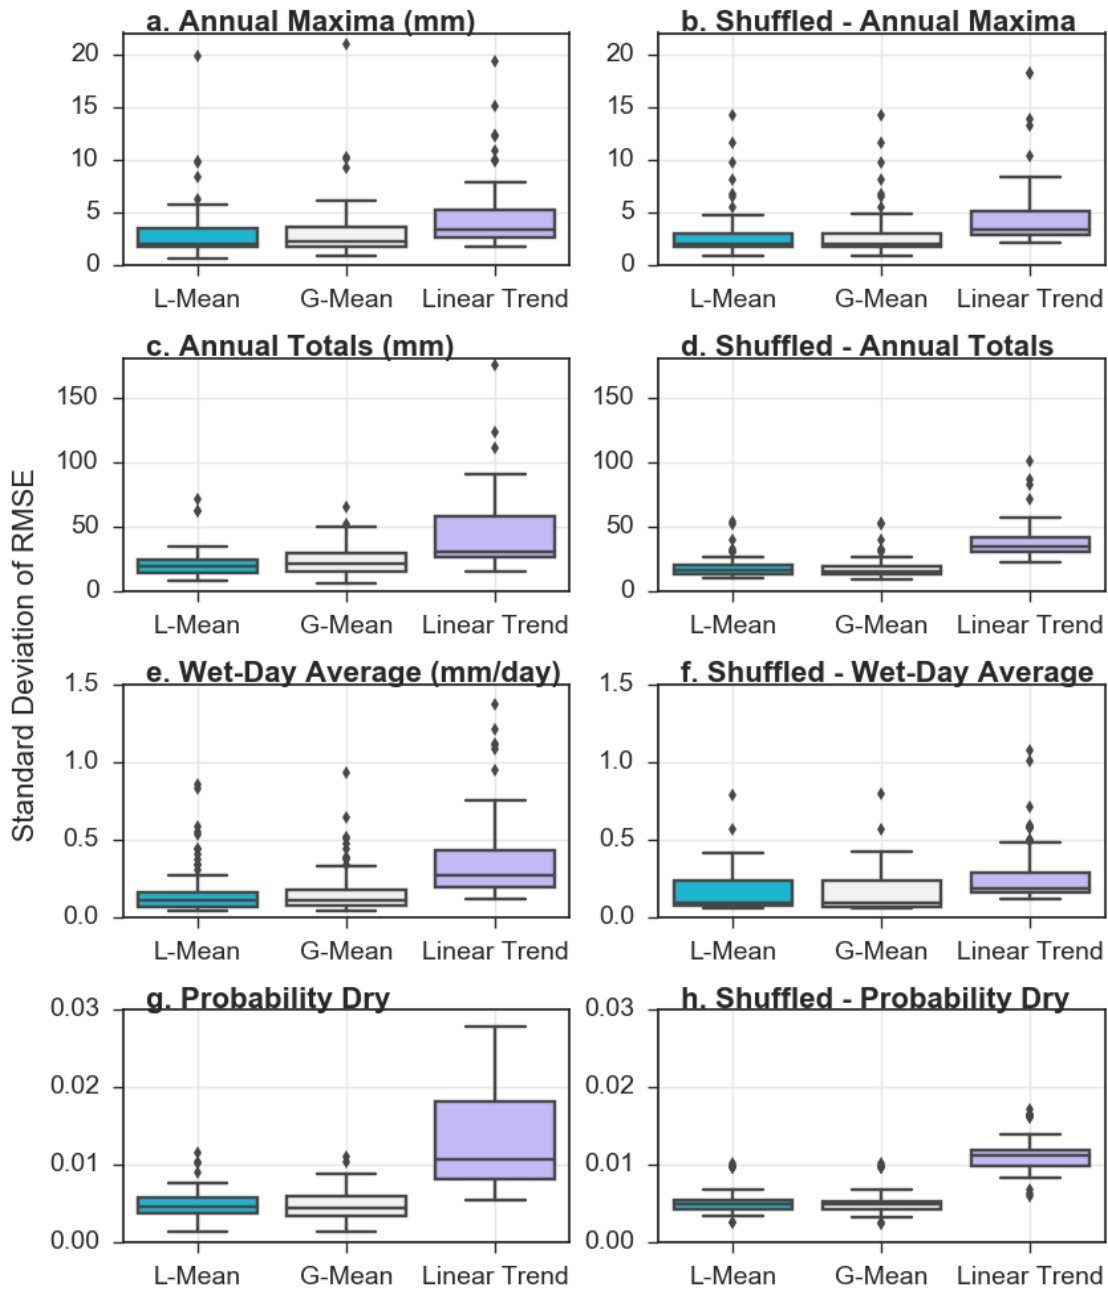 a. Annual Maxima (mm)
b. Shuffled - Annual Maxima
20
15
10
5
0
L-Mean G-Mean Linear Trend
20
15
10
5
0
L-Mean G-Mean Linear Trend
c. Annual Totals (mm)
d. Shuffled - Annual Totals
150
100
50
0
L-Mean G-Mean Linear Trend
150
100
50
0
L-Mean G-Mean Linear Trend
Standard Deviation of RMSE
e. Wet-Day Average (mm/day)
f. Shuffled - Wet-Day Average
1.5
1.0
0.5
0.0
L-Mean G-Mean Linear Trend
1.5
1.0
0.5
0.0
L-Mean G-Mean Linear Trend
g. Probability Dry
h. Shuffled - Probability Dry
0.03
0.02
0.01
0.00
L-Mean G-Mean Linear Trend
0.03
0.02
0.01
0.00
L-Mean G-Mean Linear Trend